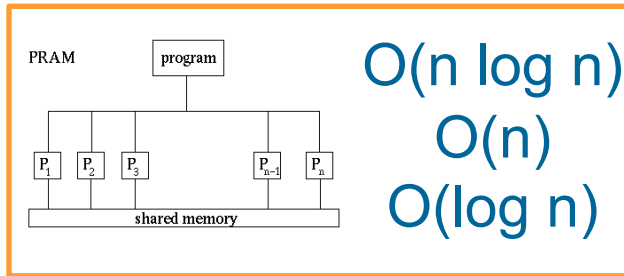 PRAM
program
P1 P2 P3 Pn-1 Pn
shared memory
O(n log n)
O(n)
O(log n)